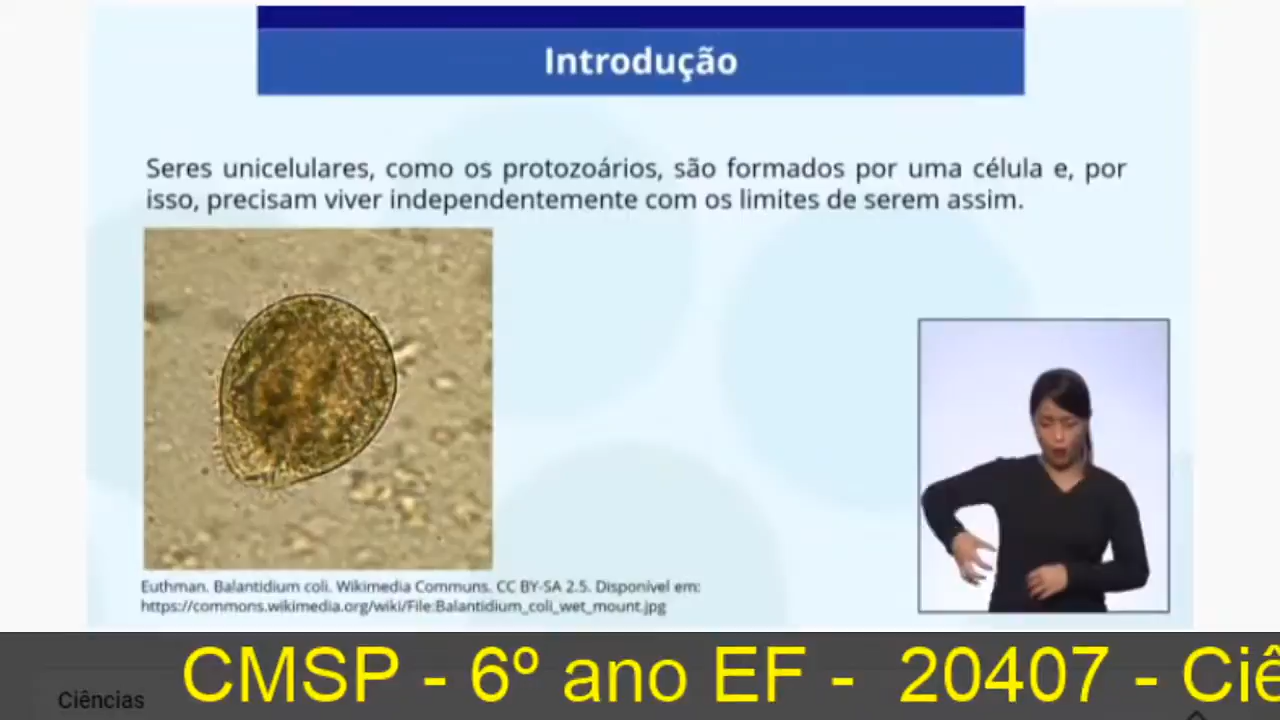 Introdução
Seres unicelulares, como os protozoários, são formados por uma célula e, por
isso, precisam viver independentemente com os limites de serem assim.
Euthman. Balantidium coli. Wikimedia Communs. CC BY-SA 2.5. Disponível em:
https://commons.wikimedia.org/wiki/File:Balantidium_coli_wet_mount.jpg
CMSP - 6º ano EF - 20407 - Ciê
Ciências